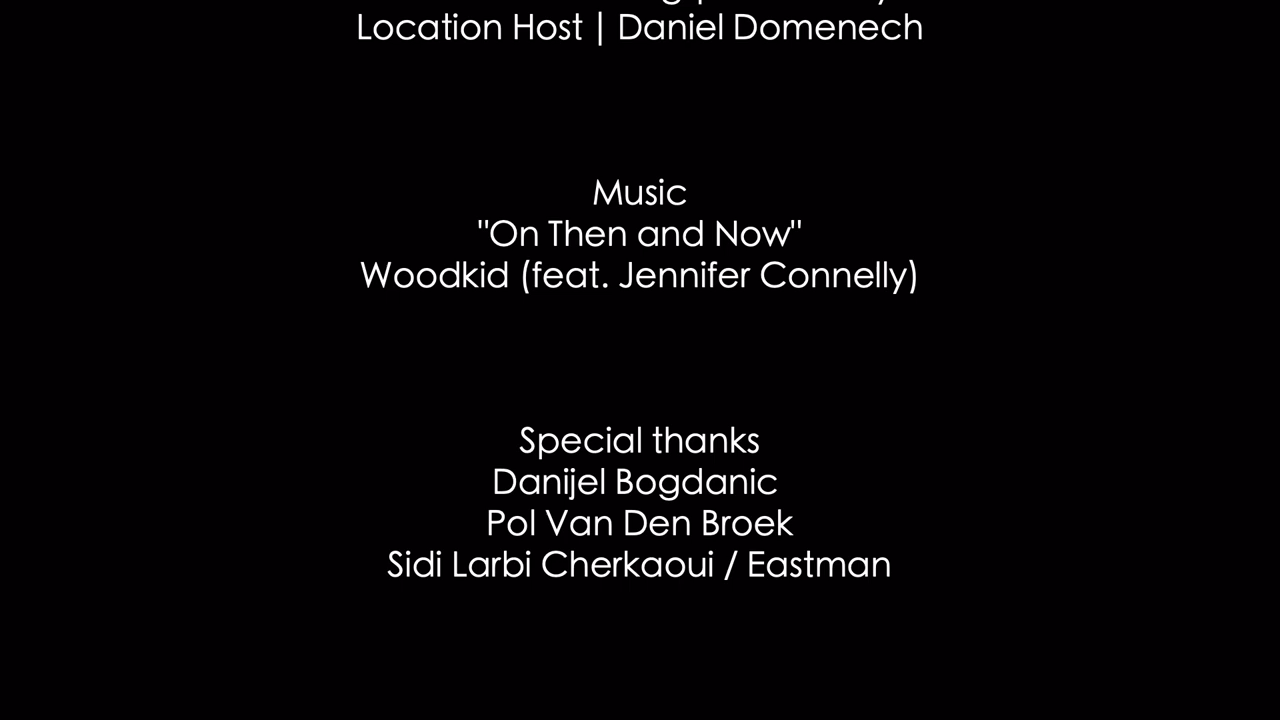 Location Host | Daniel Domenech
Music
"On Then and Now"
Woodkid (feat. Jennifer Connelly)
Special thanks
Danijel Bogdanic
Pol Van Den Broek
Sidi Larbi Cherkaoui / Eastman